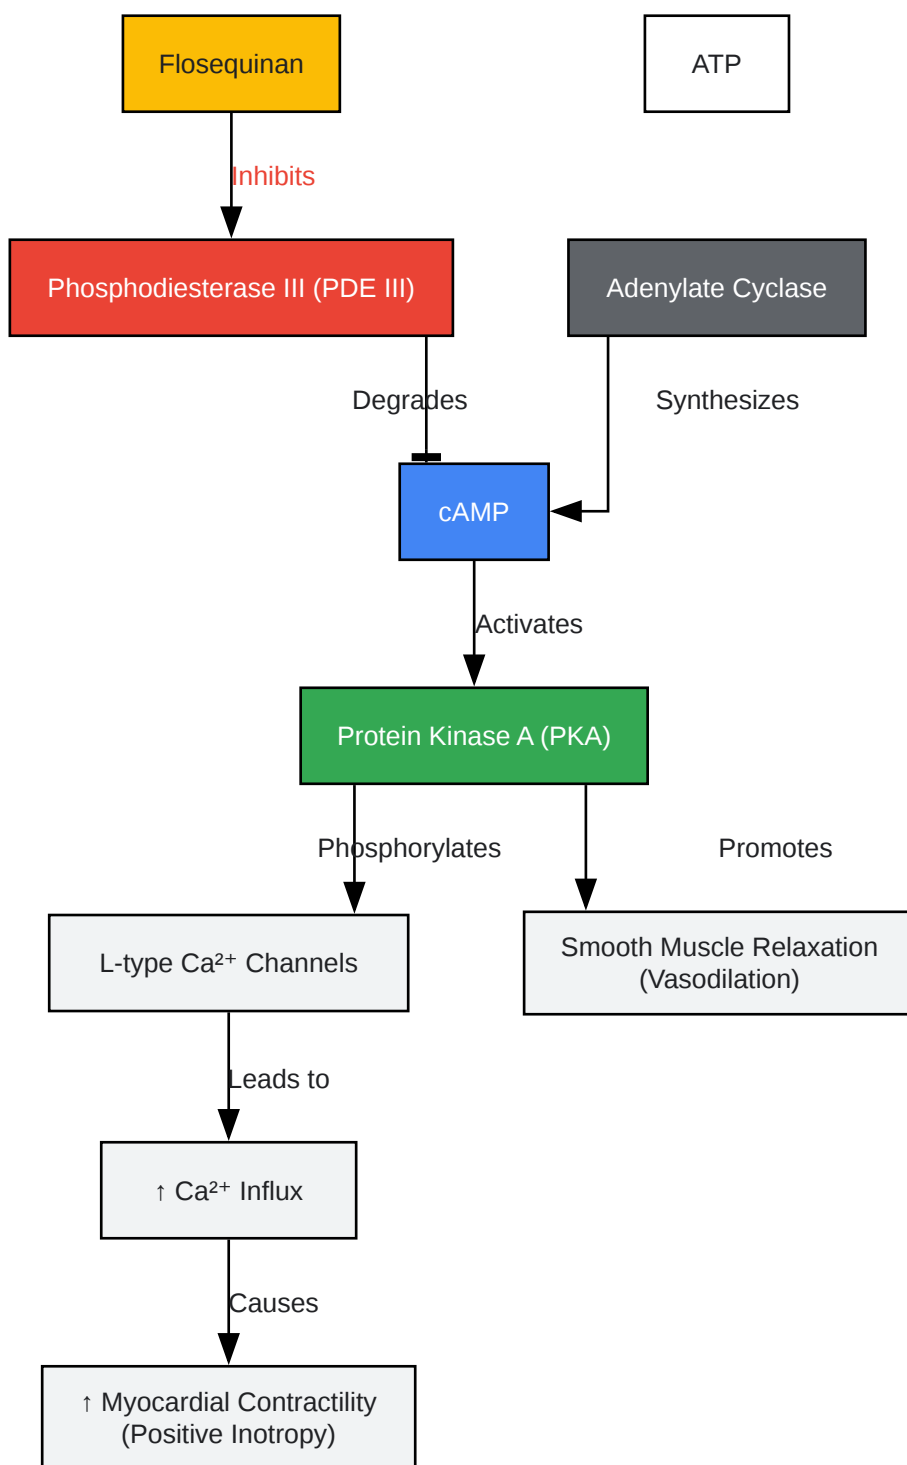 Flosequinan
ATP
Inhibits
Phosphodiesterase III (PDE III)
Adenylate Cyclase
Degrades
Synthesizes
cAMP
Activates
Protein Kinase A (PKA)
Phosphorylates
Promotes
L-type Ca²⁺ Channels
Smooth Muscle Relaxation
(Vasodilation)
Leads to
↑ Ca²⁺ Influx
Causes
↑ Myocardial Contractility
(Positive Inotropy)